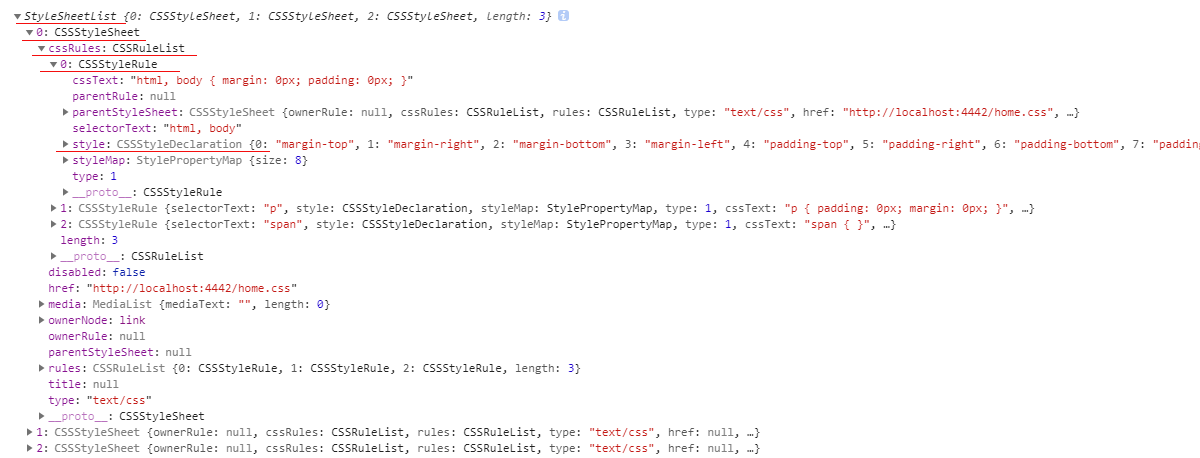 StyleSheetList {0: CSSStyleSheet, 1: CSSStyleSheet, 2: CSSStyleSheet, length: 3}
0: CSSStyleSheet
cssRules: CSSRuleList
0: CSSStyleRule
cssText: "html, body { margin: 0px; padding: 0px; }"
parentRule: null
parentStyleSheet: CSSStyleSheet {ownerRule: null, cssRules: CSSRuleList, rules: CSSRuleList, type: "text/css", href: "http://localhost:4442/home.css", …}
selectorText: "html, body"
style: CSSStyleDeclaration {0: "margin-top", 1: "margin-right", 2: "margin-bottom", 3: "margin-left", 4: "padding-top", 5: "padding-right", 6: "padding-bottom", 7: "padding
styleMap: StylePropertyMap {size: 8}
type: 1
__proto__: CSSStyleRule
1: CSSStyleRule {selectorText: "p", style: CSSStyleDeclaration, styleMap: StylePropertyMap, type: 1, cssText: "p { padding: 0px; margin: 0px; }", …}
2: CSSStyleRule {selectorText: "span", style: CSSStyleDeclaration, styleMap: StylePropertyMap, type: 1, cssText: "span { }", …}
length: 3
__proto__: CSSRuleList
disabled: false
href: "http://localhost:4442/home.css"
media: MediaList {mediaText: "", length: 0}
ownerNode: link
ownerRule: null
parentStyleSheet: null
rules: CSSRuleList {0: CSSStyleRule, 1: CSSStyleRule, 2: CSSStyleRule, length: 3}
title: null
type: "text/css"
__proto__: CSSStyleSheet
1: CSSStyleSheet {ownerRule: null, cssRules: CSSRuleList, rules: CSSRuleList, type: "text/css", href: null, …}
2: CSSStyleSheet {ownerRule: null, cssRules: CSSRuleList, rules: CSSRuleList, type: "text/css", href: null, …}